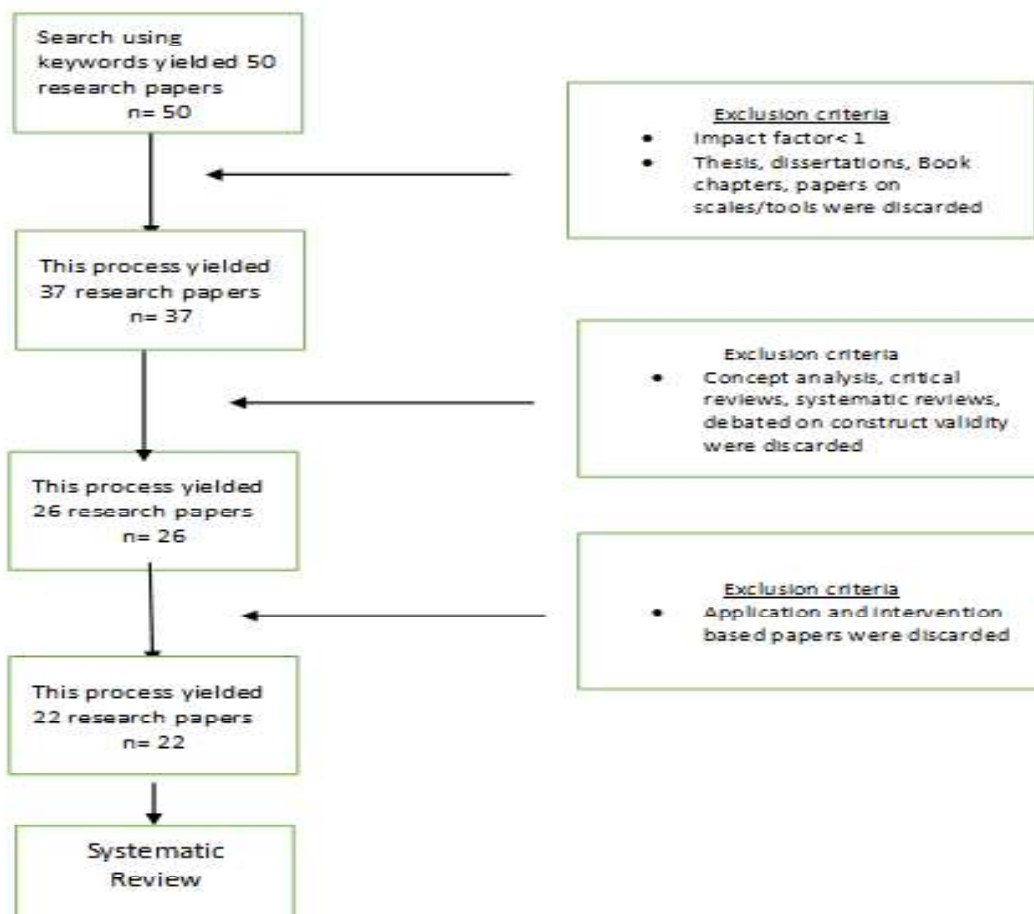 Search using
keywords yielded 50
research papers
n= 50
Exclusion criteria
• Impact factor< 1
• Thesis, dissertations, Book
chapters, papers on
scales/tools were discarded
This process yielded
37 research papers
n= 37
Exclusion criteria
• Concept analysis, critical
reviews, systematic reviews,
debated on construct validity
were discarded
This process yielded
26 research papers
n= 26
Exclusion criteria
• Application and intervention
based papers were discarded
This process yielded
22 research papers
n= 22
Systematic
Review